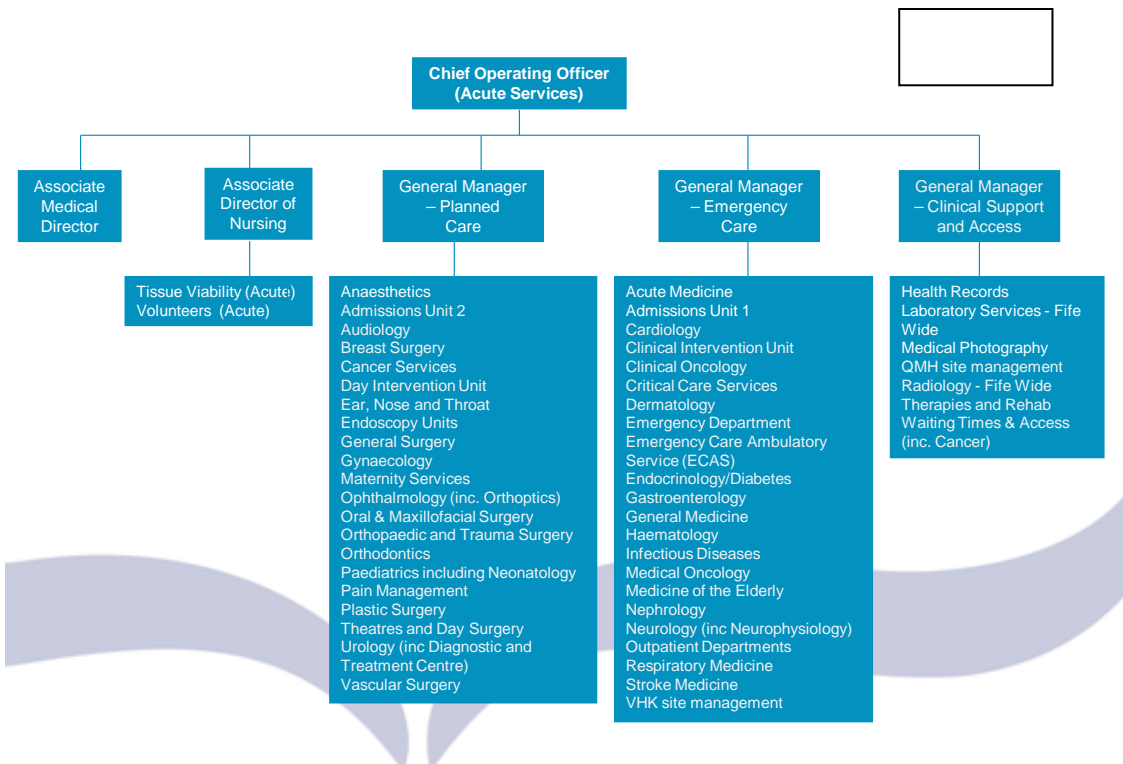 Chief Operating Officer
(Acute Services)
Associate
Medical
Director
Associate
Director of
Nursing
General Manager
– Planned
Care
General Manager
– Emergency
Care
General Manager
– Clinical Support
and Access
Tissue Viability (Acute)
Volunteers (Acute)
Anaesthetics
Admissions Unit 2
Audiology
Breast Surgery
Cancer Services
Day Intervention Unit
Ear, Nose and Throat
Endoscopy Units
General Surgery
Gynaecology
Maternity Services
Ophthalmology (inc. Orthoptics)
Oral & Maxillofacial Surgery
Orthopaedic and Trauma Surgery
Orthodontics
Paediatrics including Neonatology
Pain Management
Plastic Surgery
Theatres and Day Surgery
Urology (inc Diagnostic and
Treatment Centre)
Vascular Surgery
Acute Medicine
Admissions Unit 1
Cardiology
Clinical Intervention Unit
Clinical Oncology
Critical Care Services
Dermatology
Emergency Department
Emergency Care Ambulatory
Service (ECAS)
Endocrinology/Diabetes
Gastroenterology
General Medicine
Haematology
Infectious Diseases
Medical Oncology
Medicine of the Elderly
Nephrology
Neurology (inc Neurophysiology)
Outpatient Departments
Respiratory Medicine
Stroke Medicine
VHK site management
Health Records
Laboratory Services - Fife
Wide
Medical Photography
QMH site management
Radiology - Fife Wide
Therapies and Rehab
Waiting Times & Access
(inc. Cancer)